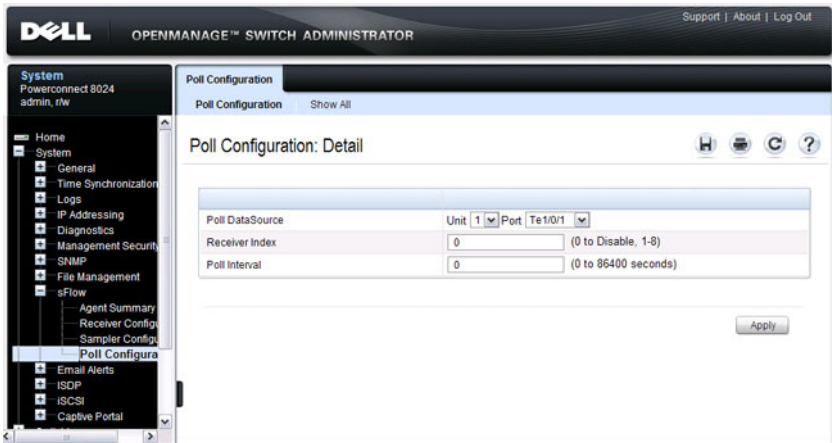 Support | About | Log Out
DELL
OPENMANAGE™ SWITCH ADMINISTRATOR
System
Powerconnect 8024
admin, r/w
Home
System
General
Time Synchronization
Logs
IP Addressing
Diagnostics
Management Security
SNMP
File Management
sFlow
Agent Summary
Receiver Configu
Sampler Configu
Poll Configura
Email Alerts
ISDP
iSCSI
Captive Portal
Poll Configuration
Poll Configuration Show All
Poll Configuration: Detail
Poll DataSource Unit 1 Port Te1/0/1
Receiver Index 0 (0 to Disable, 1-8)
Poll Interval 0 (0 to 86400 seconds)
Apply